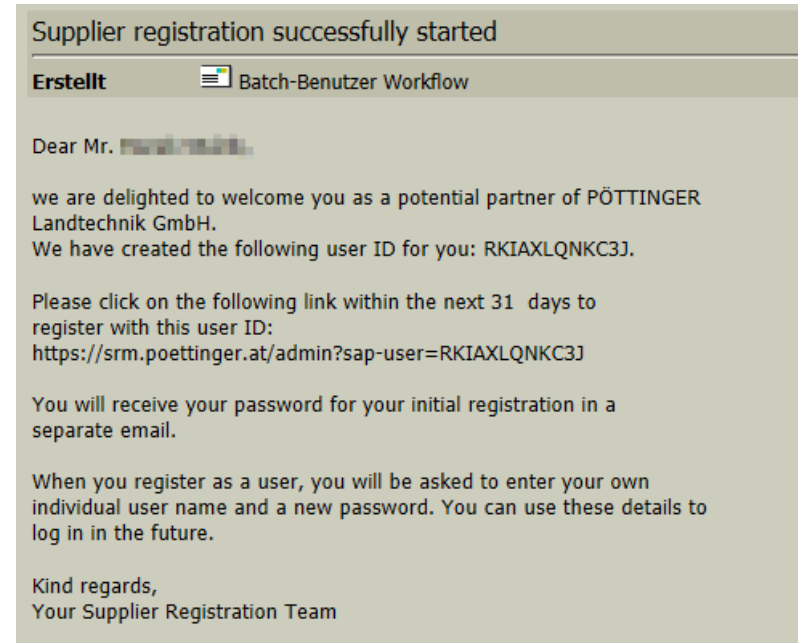 Supplier registration successfully started
Erstellt Batch-Benutzer Workflow
Dear Mr.
we are delighted to welcome you as a potential partner of PÖTTINGER
Landtechnik GmbH.
We have created the following user ID for you: RKIAXLQNKC3J.
Please click on the following link within the next 31 days to
register with this user ID:
https://srm.poettinger.at/admin?sap-user=RKIAXLQNKC3J
You will receive your password for your initial registration in a
separate email.
When you register as a user, you will be asked to enter your own
individual user name and a new password. You can use these details to
log in in the future.
Kind regards,
Your Supplier Registration Team